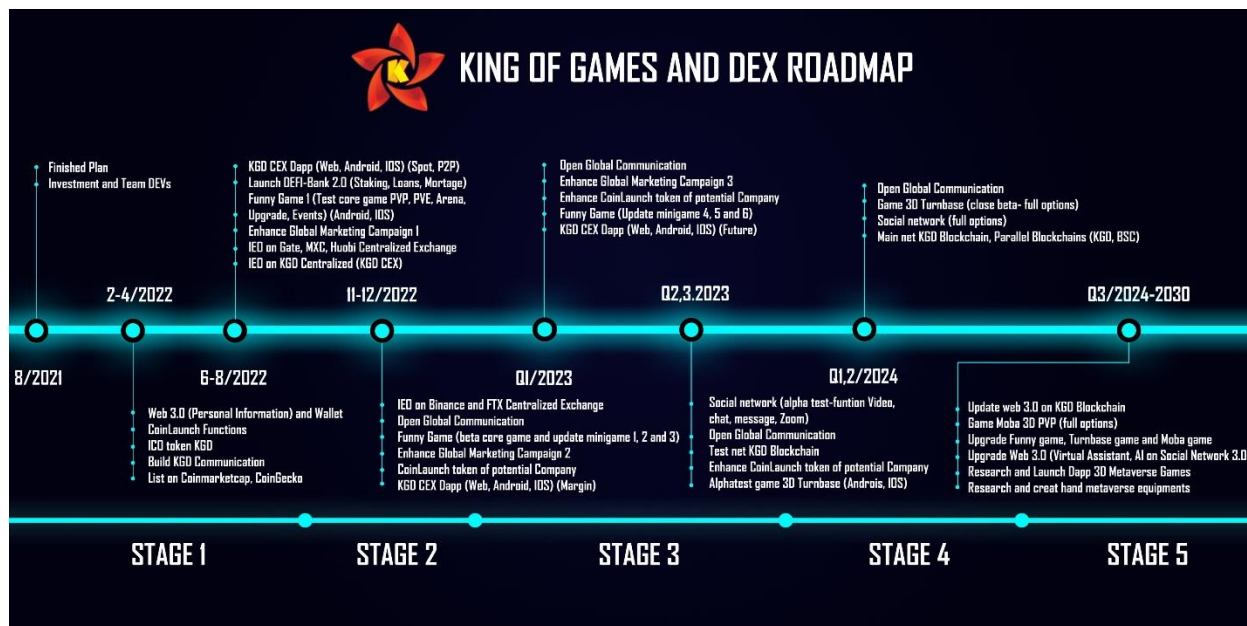 K
KING OF GAMES AND DEX ROADMAP
Finished Plan
Investment and Team DEVs
8/2021
2-4/2022
Web 3.0 (Personal Information) and Wallet
CoinLaunch Functions
ICO token KGD
Build KGD Communication
List on Coinmarketcap, CoinGecko
KGD CEX Dapp (Web, Android, IOS) (Spot, P2P)
Launch DEFI-Bank 2.0 (Staking, Loans, Mortage)
Funny Game 1 (Test core game PVP, PVE, Arena,
Upgrade, Events) (Android, IOS)
Enhance Global Marketing Campaign 1
IEO on Gate, MXC, Huobi Centralized Exchange
IEO on KGD Centralized (KGD CEX)
6-8/2022
11-12/2022
IEO on Binance and FTX Centralized Exchange
Open Global Communication
Funny Game (beta core game and update minigame 1, 2 and 3)
Enhance Global Marketing Campaign 2
CoinLaunch token of potential Company
KGD CEX Dapp (Web, Android, IOS) (Margin)
Open Global Communication
Enhance Global Marketing Campaign 3
Enhance CoinLaunch token of potential Company
Funny Game (Update minigame 4, 5 and 6)
KGD CEX Dapp (Web, Android, IOS) (Future)
Q1/2023
Q2,3.2023
Social network (alpha test-funtion Video,
chat, message, Zoom)
Open Global Communication
Test net KGD Blockchain
Enhance CoinLaunch token of potential Company
Alphatest game 3D Turnbase (Androis, IOS)
Open Global Communication
Game 3D Turnbase (close beta- full options)
Social network (full options)
Main net KGD Blockchain, Parallel Blockchains (KGD, BSC)
Q1,2/2024
Q3/2024-2030
Update web 3.0 on KGD Blockchain
Game Moba 3D PVP (full options)
Upgrade Funny game, Turnbase game and Moba game
Upgrade Web 3.0 (Virtual Assistant, AI on Social Network 3.0
Research and Launch Dapp 3D Metaverse Games
Research and creat hand metaverse equipments
STAGE 1
STAGE 2
STAGE 3
STAGE 4
STAGE 5